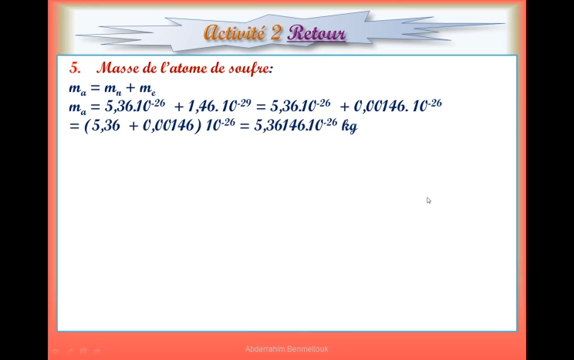 Activité 2 Retour
5. Masse de l'atome de soufre:
mₐ = mₙ + mₑ
mₐ = 5,36.10⁻²⁶ + 1,46. 10⁻²⁹ = 5,36.10⁻²⁶ + 0,00146. 10⁻²⁶
= ( 5,36 + 0,00146) 10⁻²⁶ = 5,36146.10⁻²⁶ kg
Abderrahim.Benniellouk